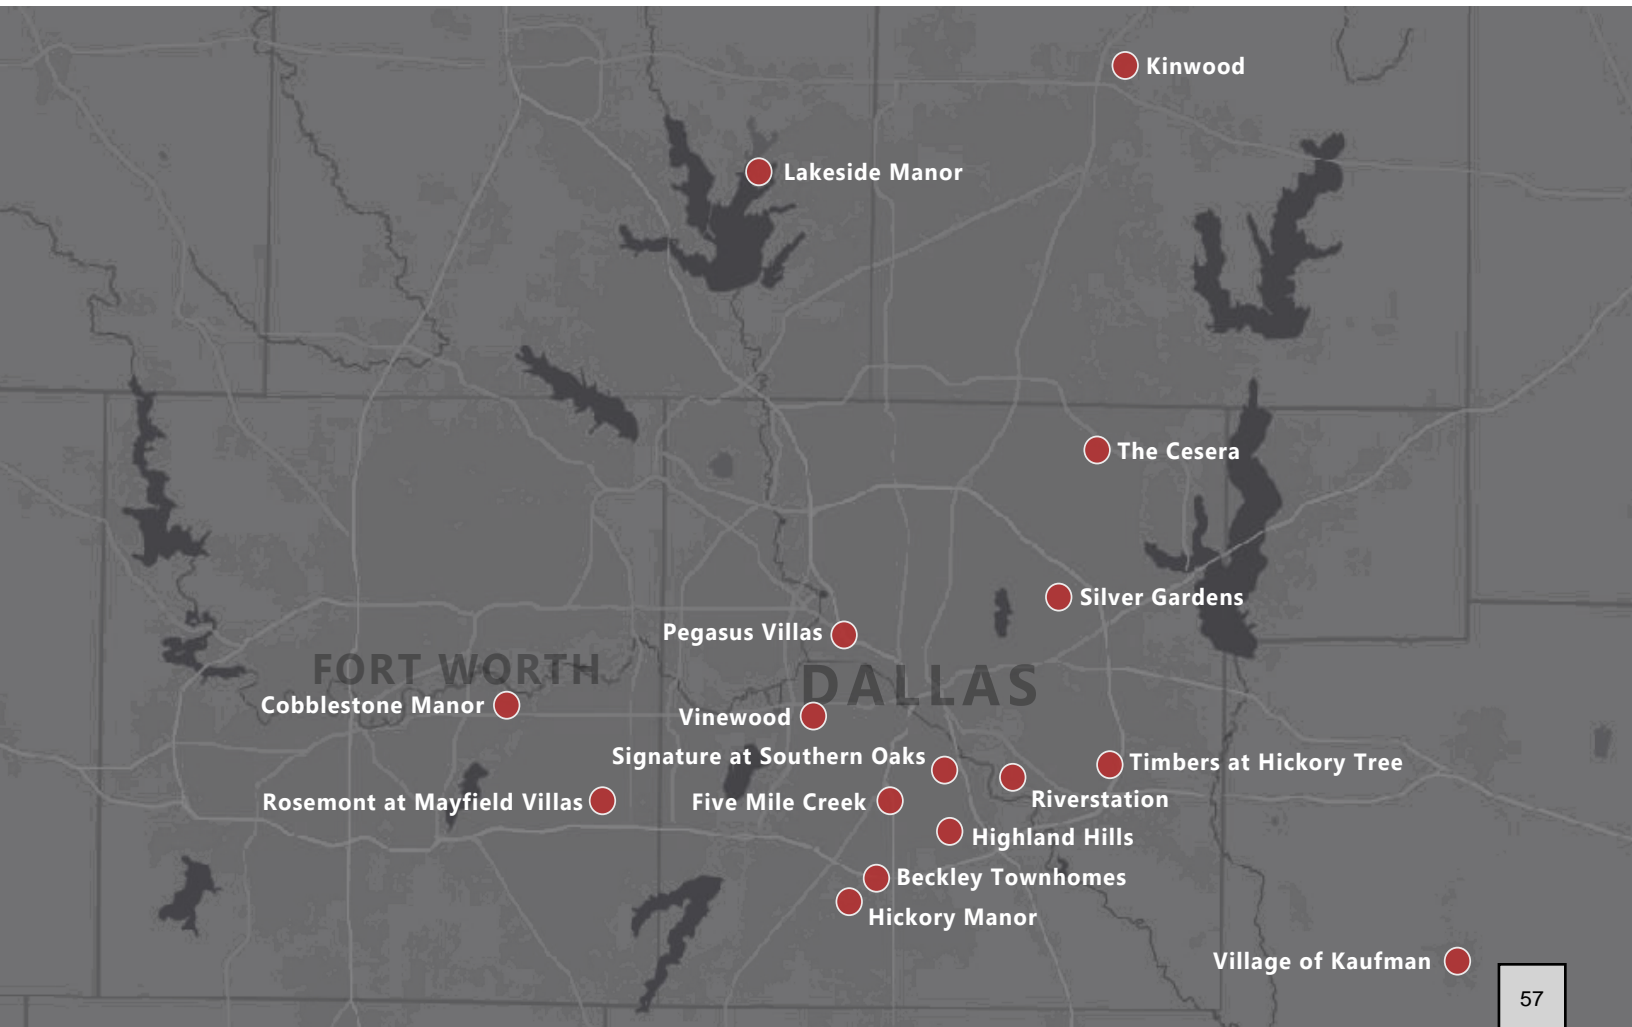 Kinwood
Lakeside Manor
The Cesera
Silver Gardens
Pegasus Villas
FORT WORTH
DALLAS
Cobblestone Manor
Vinewood
Signature at Southern Oaks
Timbers at Hickory Tree
Riverstation
Rosemont at Mayfield Villas
Five Mile Creek
Highland Hills
Beckley Townhomes
Hickory Manor
Village of Kaufman
57